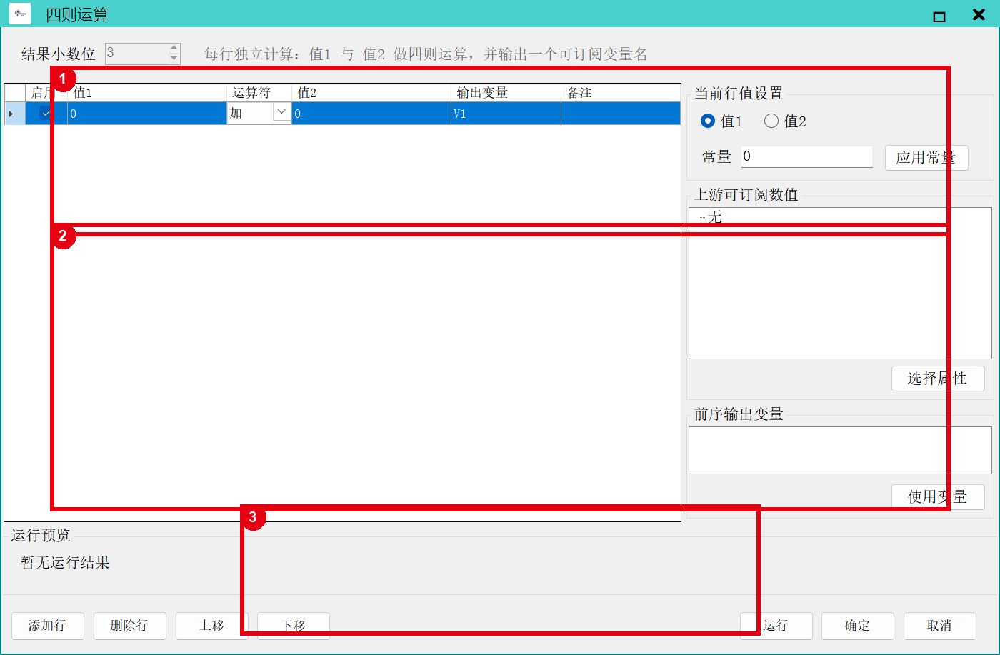 四则运算
结果小数位 3 每行独立计算: 值1 与 值2 做四则运算, 并输出一个可订阅变量名
1
启用 值1 运算符 值2 输出变量 备注
0 加 0 V1
当前行值设置
值1 值2
常量 0 应用常量
上游可订阅数值
无
2
选择属性
前序输出变量
使用变量
3
运行预览
暂无运行结果
添加行 删除行 上移 下移 运行 确定 取消